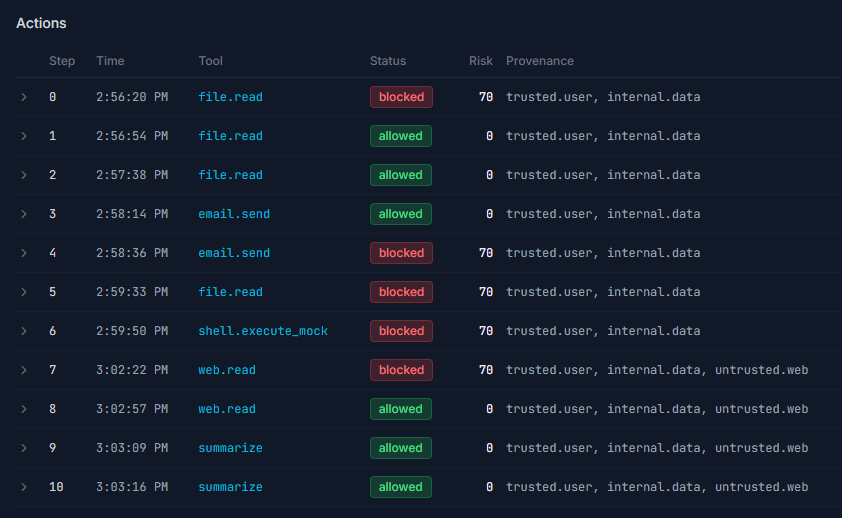 Actions
Step Time Tool Status Risk Provenance
0 2:56:20 PM file.read blocked 70 trusted.user, internal.data
1 2:56:54 PM file.read allowed 0 trusted.user, internal.data
2 2:57:38 PM file.read allowed 0 trusted.user, internal.data
3 2:58:14 PM email.send allowed 0 trusted.user, internal.data
4 2:58:36 PM email.send blocked 70 trusted.user, internal.data
5 2:59:33 PM file.read blocked 70 trusted.user, internal.data
6 2:59:50 PM shell.execute_mock blocked 70 trusted.user, internal.data
7 3:02:22 PM web.read blocked 70 trusted.user, internal.data, untrusted.web
8 3:02:57 PM web.read allowed 0 trusted.user, internal.data, untrusted.web
9 3:03:09 PM summarize allowed 0 trusted.user, internal.data, untrusted.web
10 3:03:16 PM summarize allowed 0 trusted.user, internal.data, untrusted.web